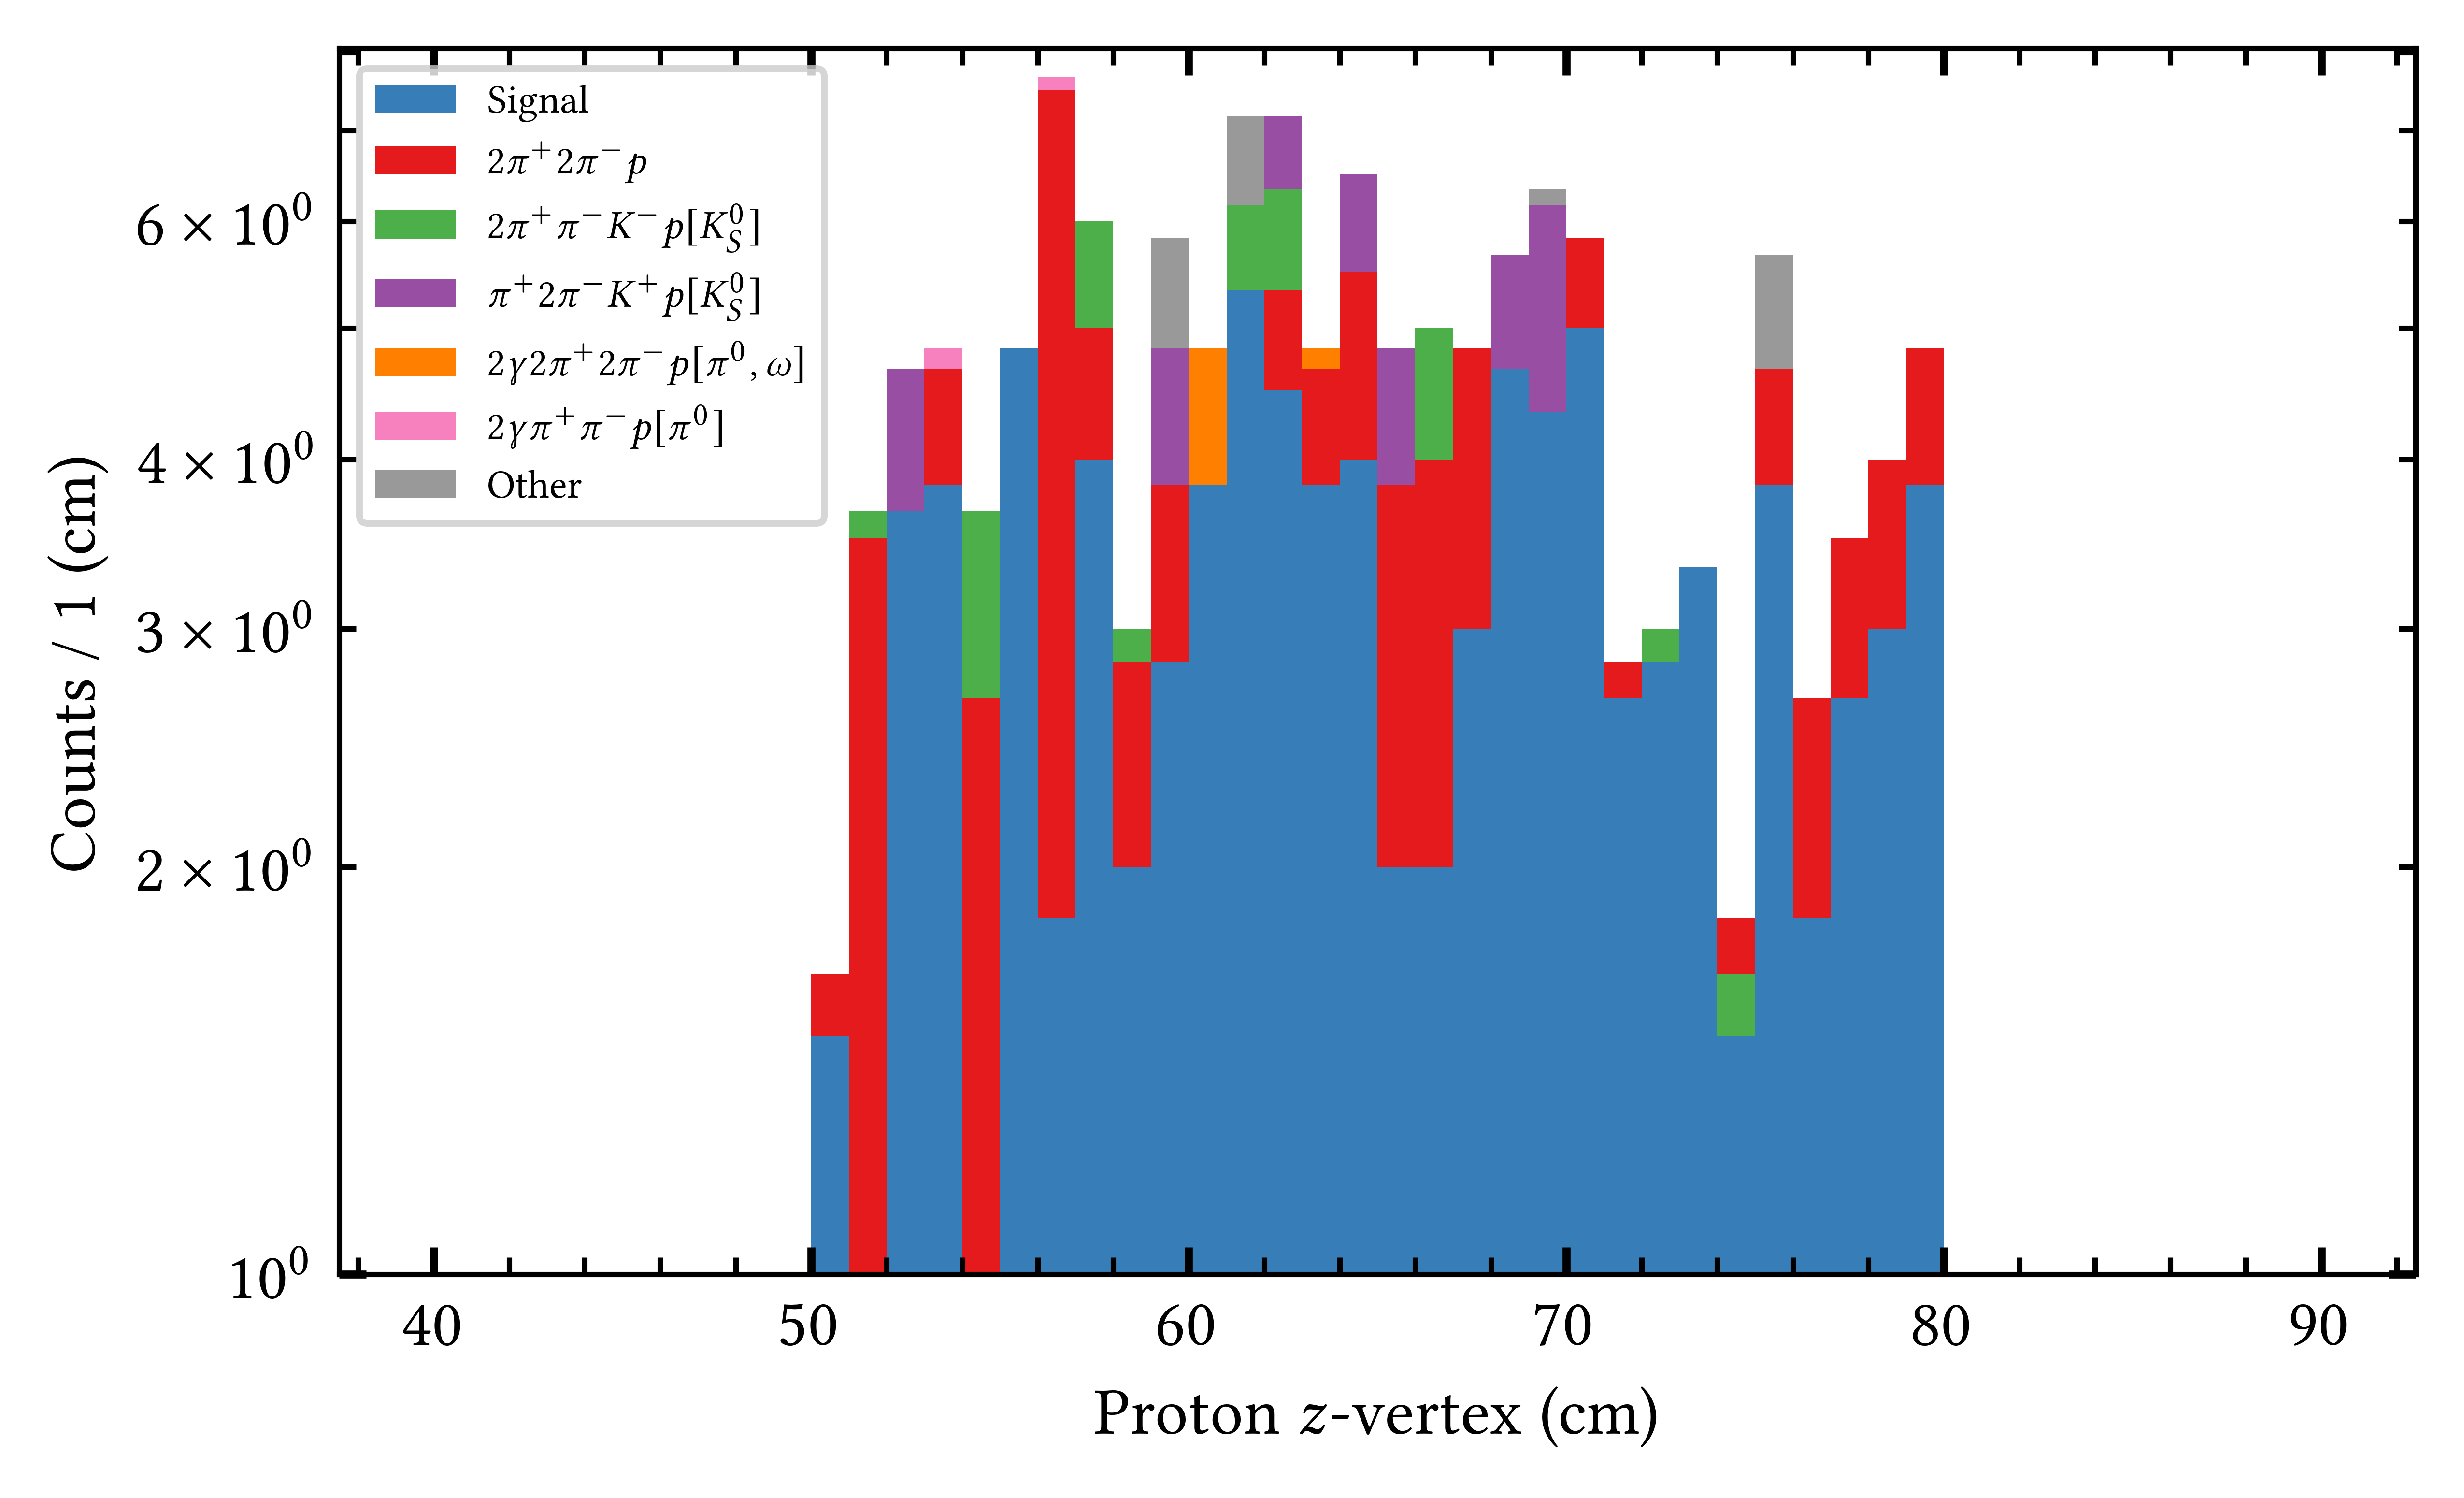 Signal
2π⁺2π⁻p
2π⁺π⁻K⁻p[K⁰_S]
π⁺2π⁻K⁺p[K⁰_S]
2γ2π⁺2π⁻p[π⁰, ω]
2γπ⁺π⁻p[π⁰]
Other
6 × 10⁰
4 × 10⁰
3 × 10⁰
2 × 10⁰
10⁰
Counts / 1 (cm)
40 50 60 70 80 90
Proton z-vertex (cm)